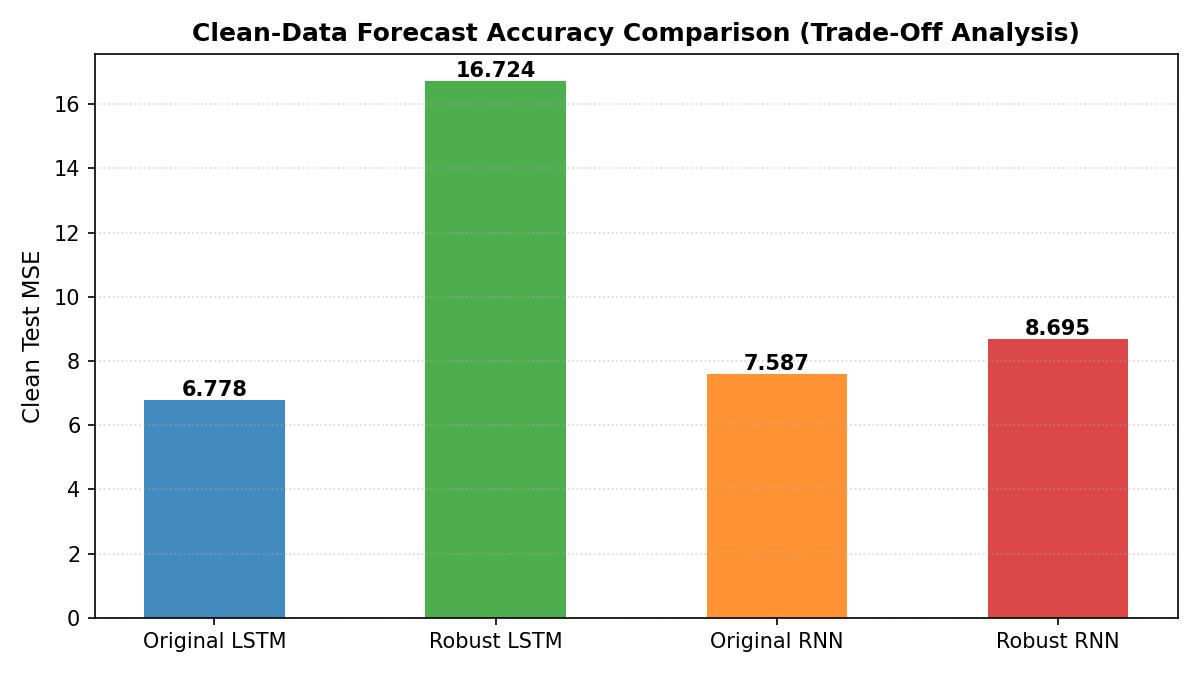 Clean-Data Forecast Accuracy Comparison (Trade-Off Analysis)
Clean Test MSE
16
14
12
10
8
6
4
2
0
6.778
16.724
7.587
8.695
Original LSTM
Robust LSTM
Original RNN
Robust RNN